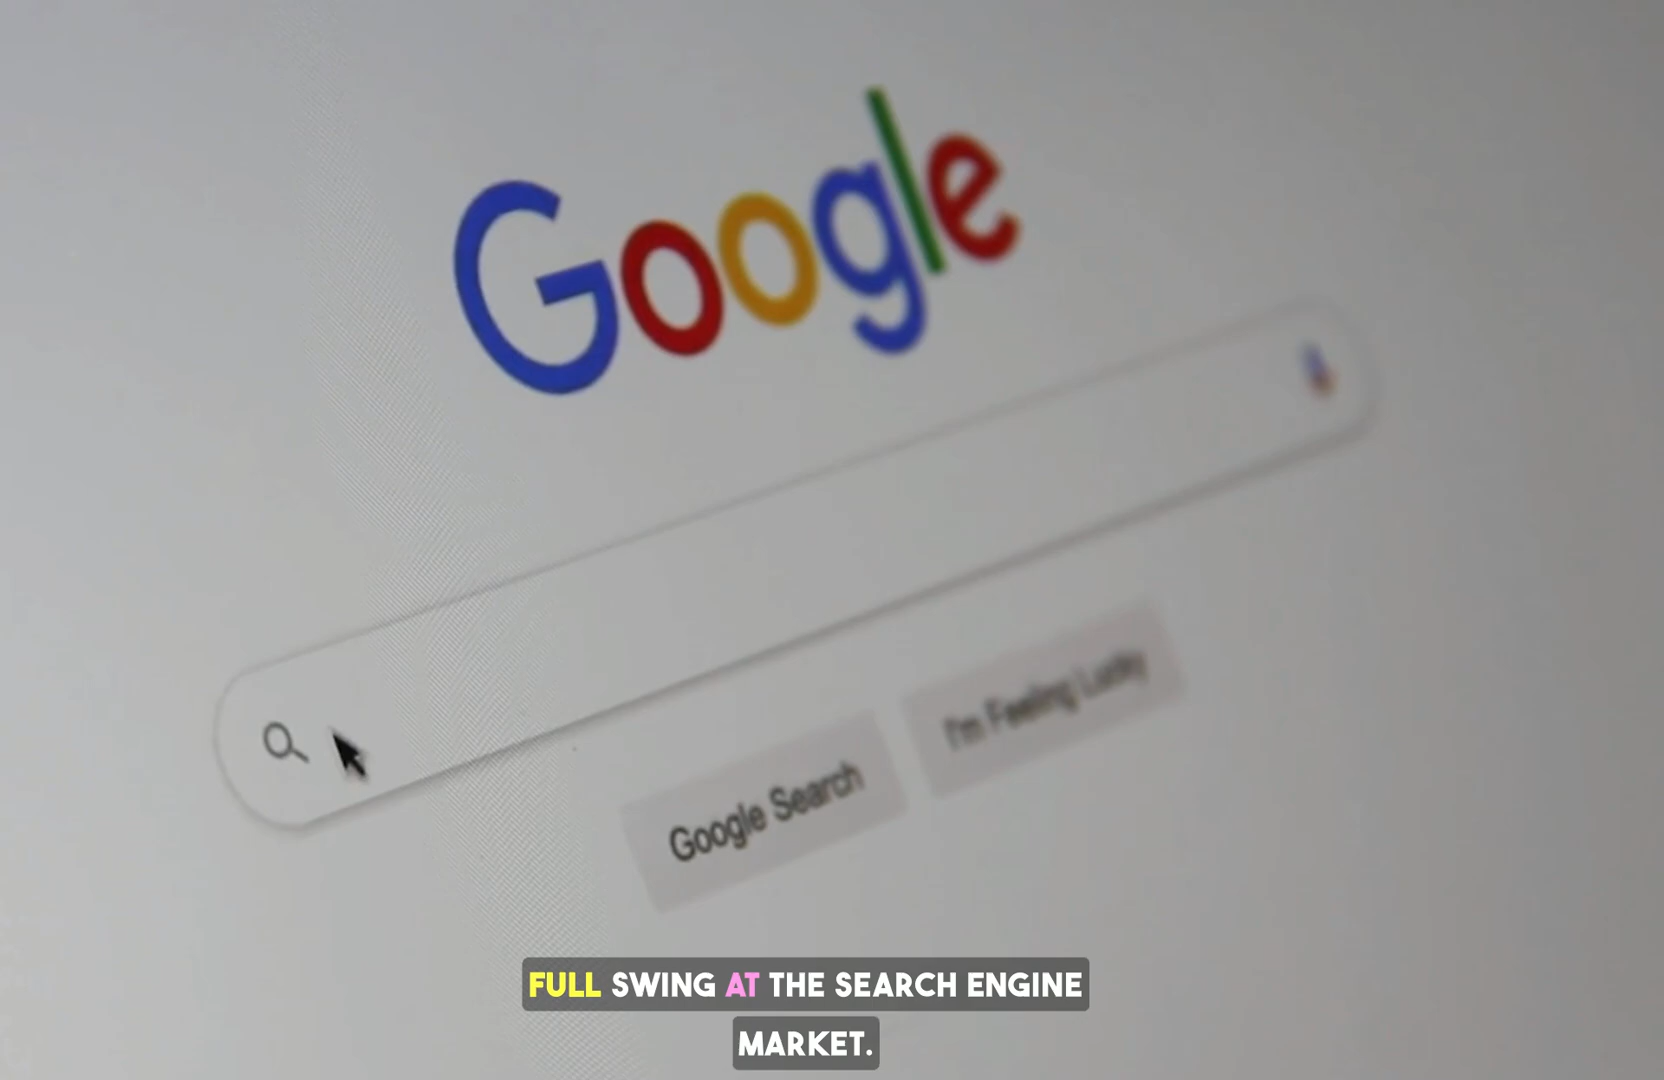 Google
Google Search
I'm Feeling Lucky
FULL SWING AT THE SEARCH ENGINE
MARKET.